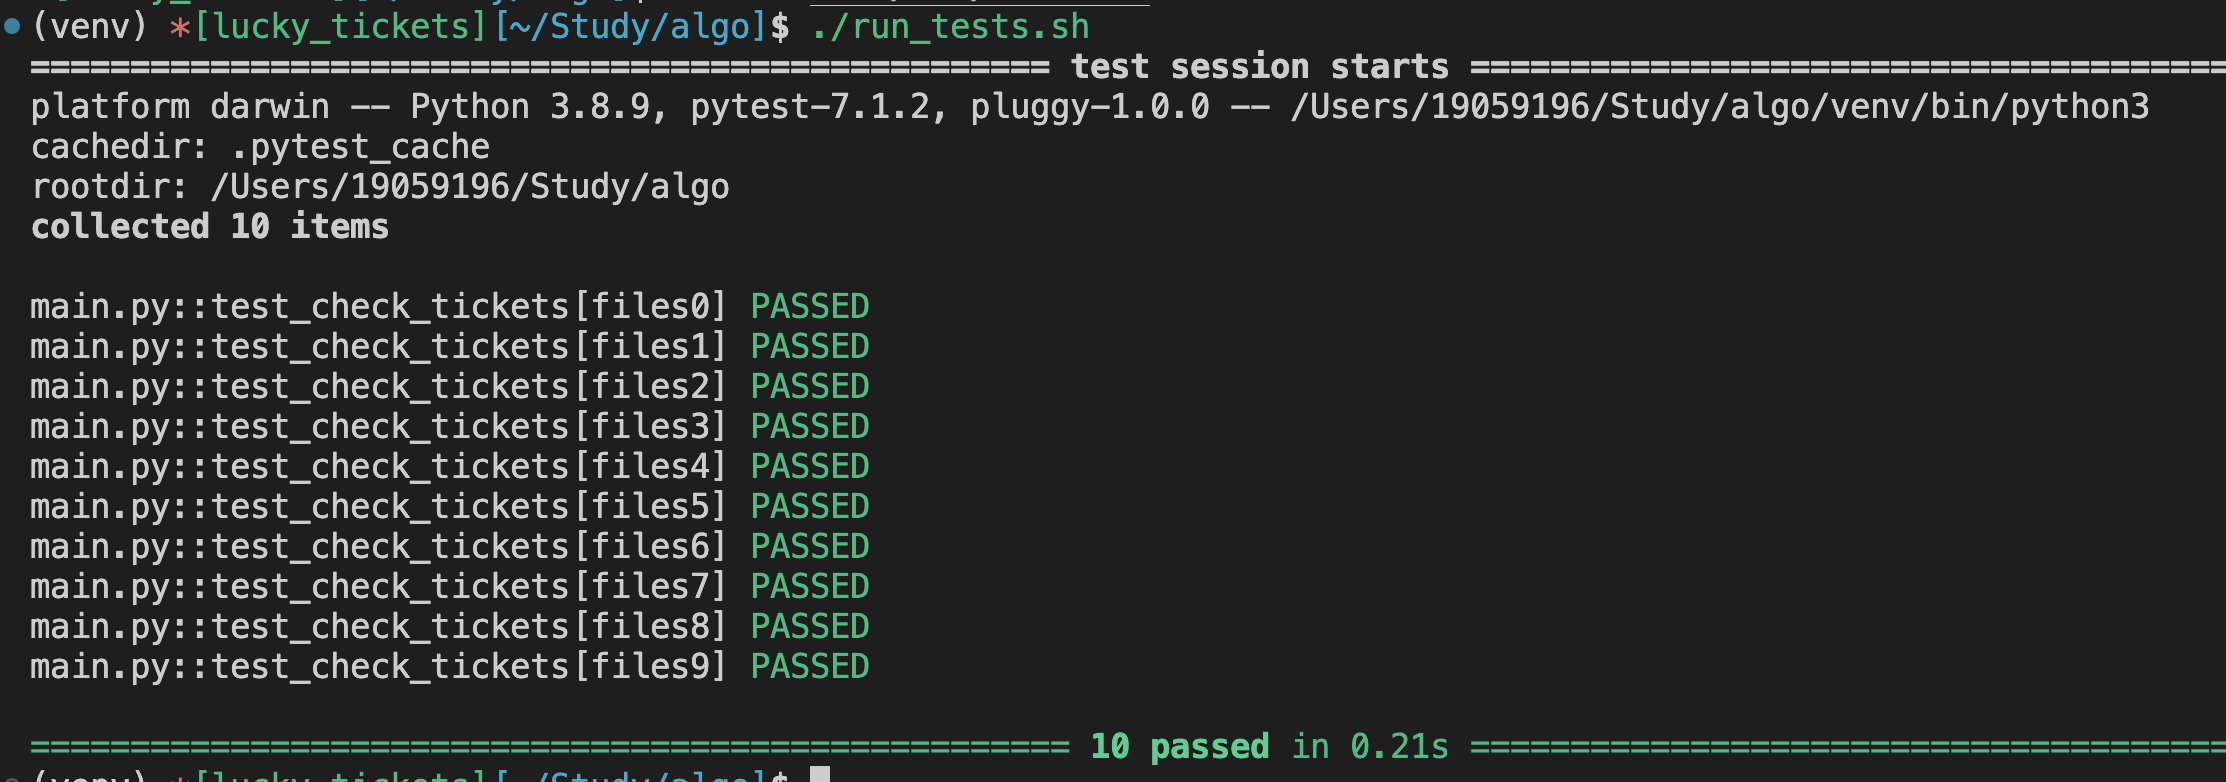 (venv) *[lucky_tickets][~/Study/algo]$ ./run_tests.sh
================================================== test session starts ======================================
platform darwin -- Python 3.8.9, pytest-7.1.2, pluggy-1.0.0 -- /Users/19059196/Study/algo/venv/bin/python3
cachedir: .pytest_cache
rootdir: /Users/19059196/Study/algo
collected 10 items
main.py::test_check_tickets[files0] PASSED
main.py::test_check_tickets[files1] PASSED
main.py::test_check_tickets[files2] PASSED
main.py::test_check_tickets[files3] PASSED
main.py::test_check_tickets[files4] PASSED
main.py::test_check_tickets[files5] PASSED
main.py::test_check_tickets[files6] PASSED
main.py::test_check_tickets[files7] PASSED
main.py::test_check_tickets[files8] PASSED
main.py::test_check_tickets[files9] PASSED
==================================================== 10 passed in 0.21s ======================================
(venv) *[lucky_tickets][~/Study/algo]$